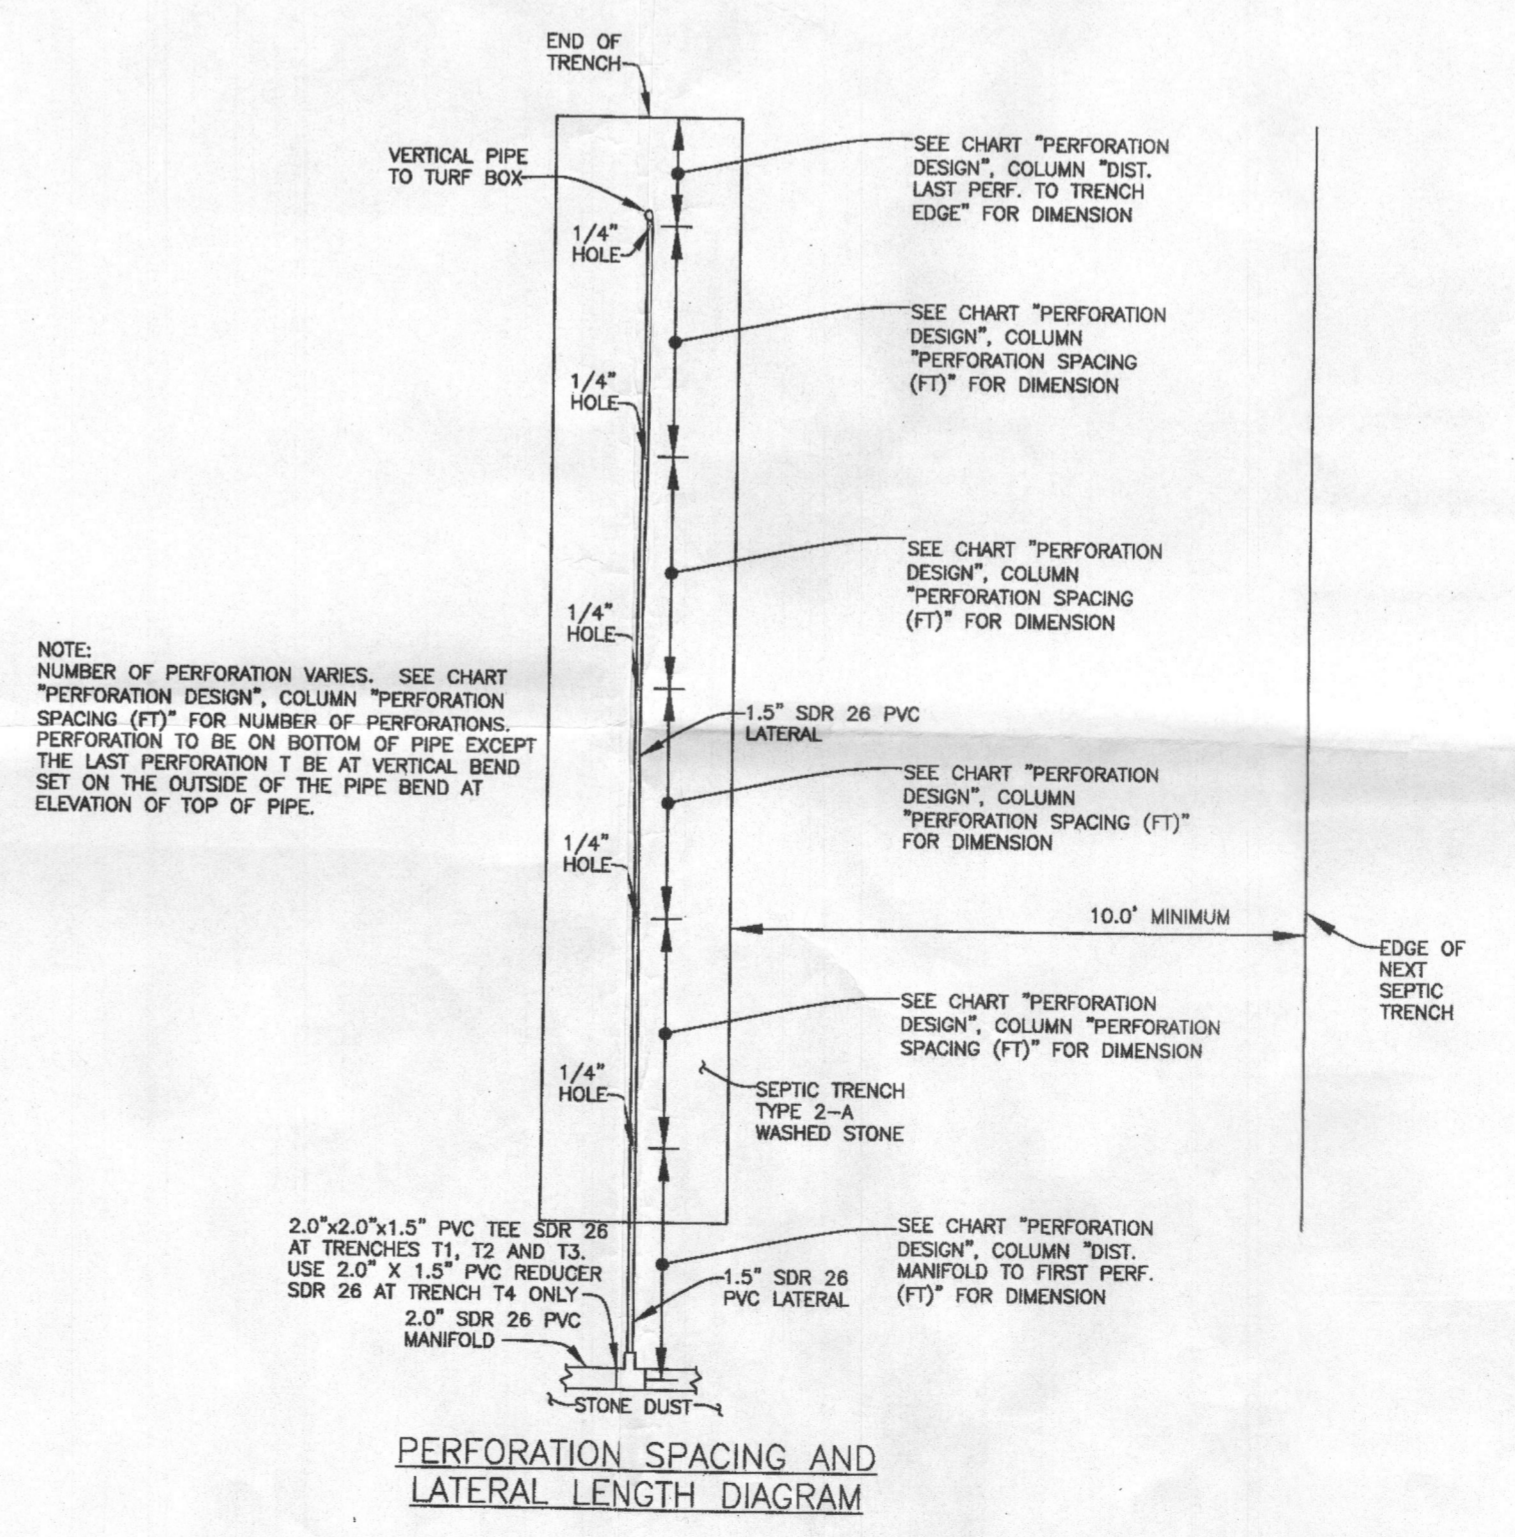 END OF
TRENCH
VERTICAL PIPE
TO TURF BOX
SEE CHART "PERFORATION
DESIGN", COLUMN "DIST.
LAST PERF. TO TRENCH
EDGE" FOR DIMENSION
1/4"
HOLE
SEE CHART "PERFORATION
DESIGN", COLUMN
"PERFORATION SPACING
(FT)" FOR DIMENSION
1/4"
HOLE
SEE CHART "PERFORATION
DESIGN", COLUMN
"PERFORATION SPACING
(FT)" FOR DIMENSION
1/4"
HOLE
NOTE:
NUMBER OF PERFORATION VARIES. SEE CHART
"PERFORATION DESIGN", COLUMN "PERFORATION
SPACING (FT)" FOR NUMBER OF PERFORATIONS.
PERFORATION TO BE ON BOTTOM OF PIPE EXCEPT
THE LAST PERFORATION T BE AT VERTICAL BEND
SET ON THE OUTSIDE OF THE PIPE BEND AT
ELEVATION OF TOP OF PIPE.
1.5" SDR 26 PVC
LATERAL
SEE CHART "PERFORATION
DESIGN", COLUMN
"PERFORATION SPACING (FT)"
FOR DIMENSION
1/4"
HOLE
10.0' MINIMUM
EDGE OF
NEXT
SEPTIC
TRENCH
SEE CHART "PERFORATION
DESIGN", COLUMN "PERFORATION
SPACING (FT)" FOR DIMENSION
1/4"
HOLE
SEPTIC TRENCH
TYPE 2-A
WASHED STONE
2.0"x2.0"x1.5" PVC TEE SDR 26
AT TRENCHES T1, T2 AND T3.
USE 2.0" X 1.5" PVC REDUCER
SDR 26 AT TRENCH T4 ONLY
SEE CHART "PERFORATION
DESIGN", COLUMN "DIST.
MANIFOLD TO FIRST PERF.
(FT)" FOR DIMENSION
1.5" SDR 26
PVC LATERAL
2.0" SDR 26 PVC
MANIFOLD
STONE DUST
PERFORATION SPACING AND
LATERAL LENGTH DIAGRAM